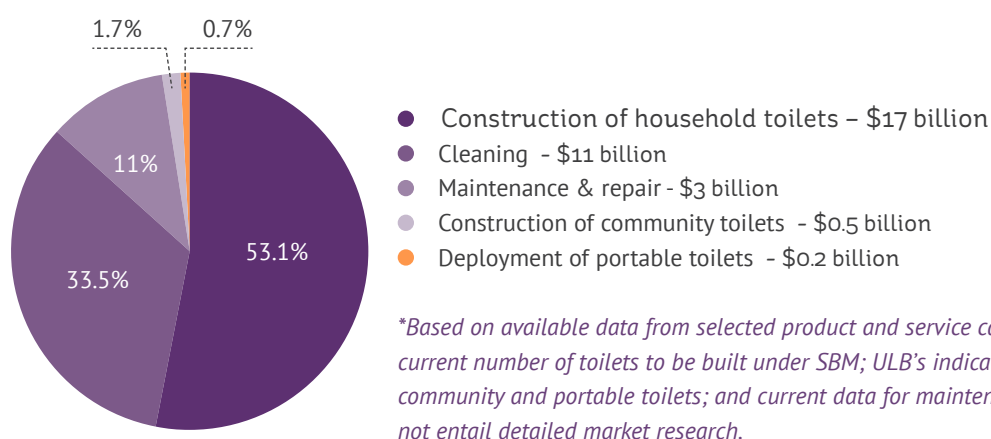 1.7% 0.7%
11%
53.1%
33.5%
Construction of household toilets – $17 billion
Cleaning - $11 billion
Maintenance & repair - $3 billion
Construction of community toilets - $0.5 billion
Deployment of portable toilets - $0.2 billion
*Based on available data from selected product and service
current number of toilets to be built under SBM; ULB's
community and portable toilets; and current data for
not entail detailed market research.